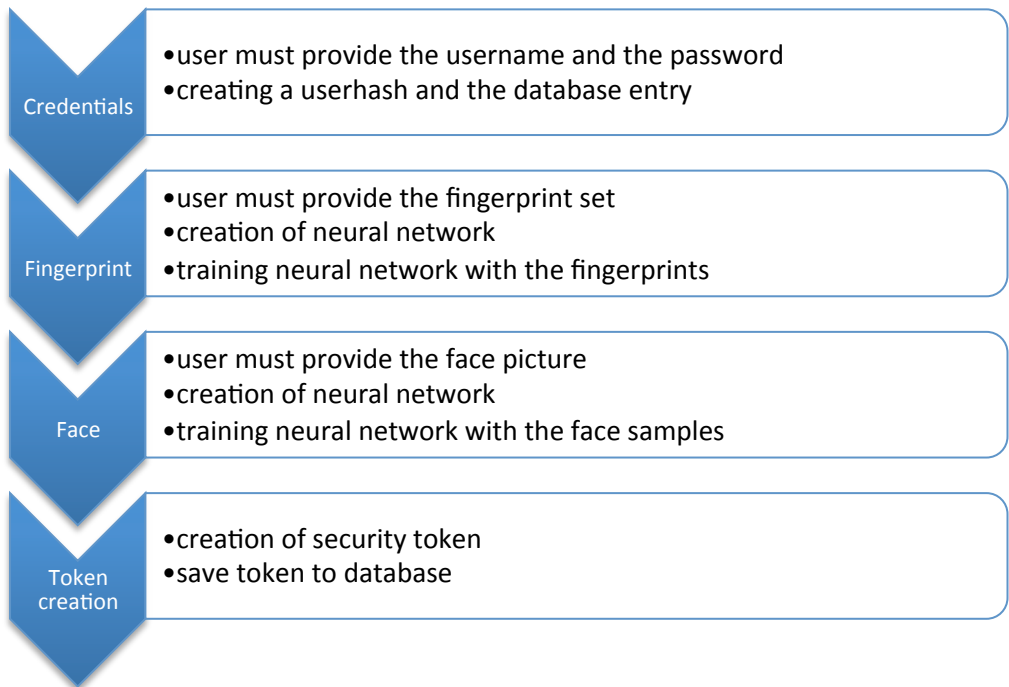 Credentials
•user must provide the username and the password
•creating a userhash and the database entry
Fingerprint
•user must provide the fingerprint set
•creation of neural network
•training neural network with the fingerprints
Face
•user must provide the face picture
•creation of neural network
•training neural network with the face samples
Token
creation
•creation of security token
•save token to database